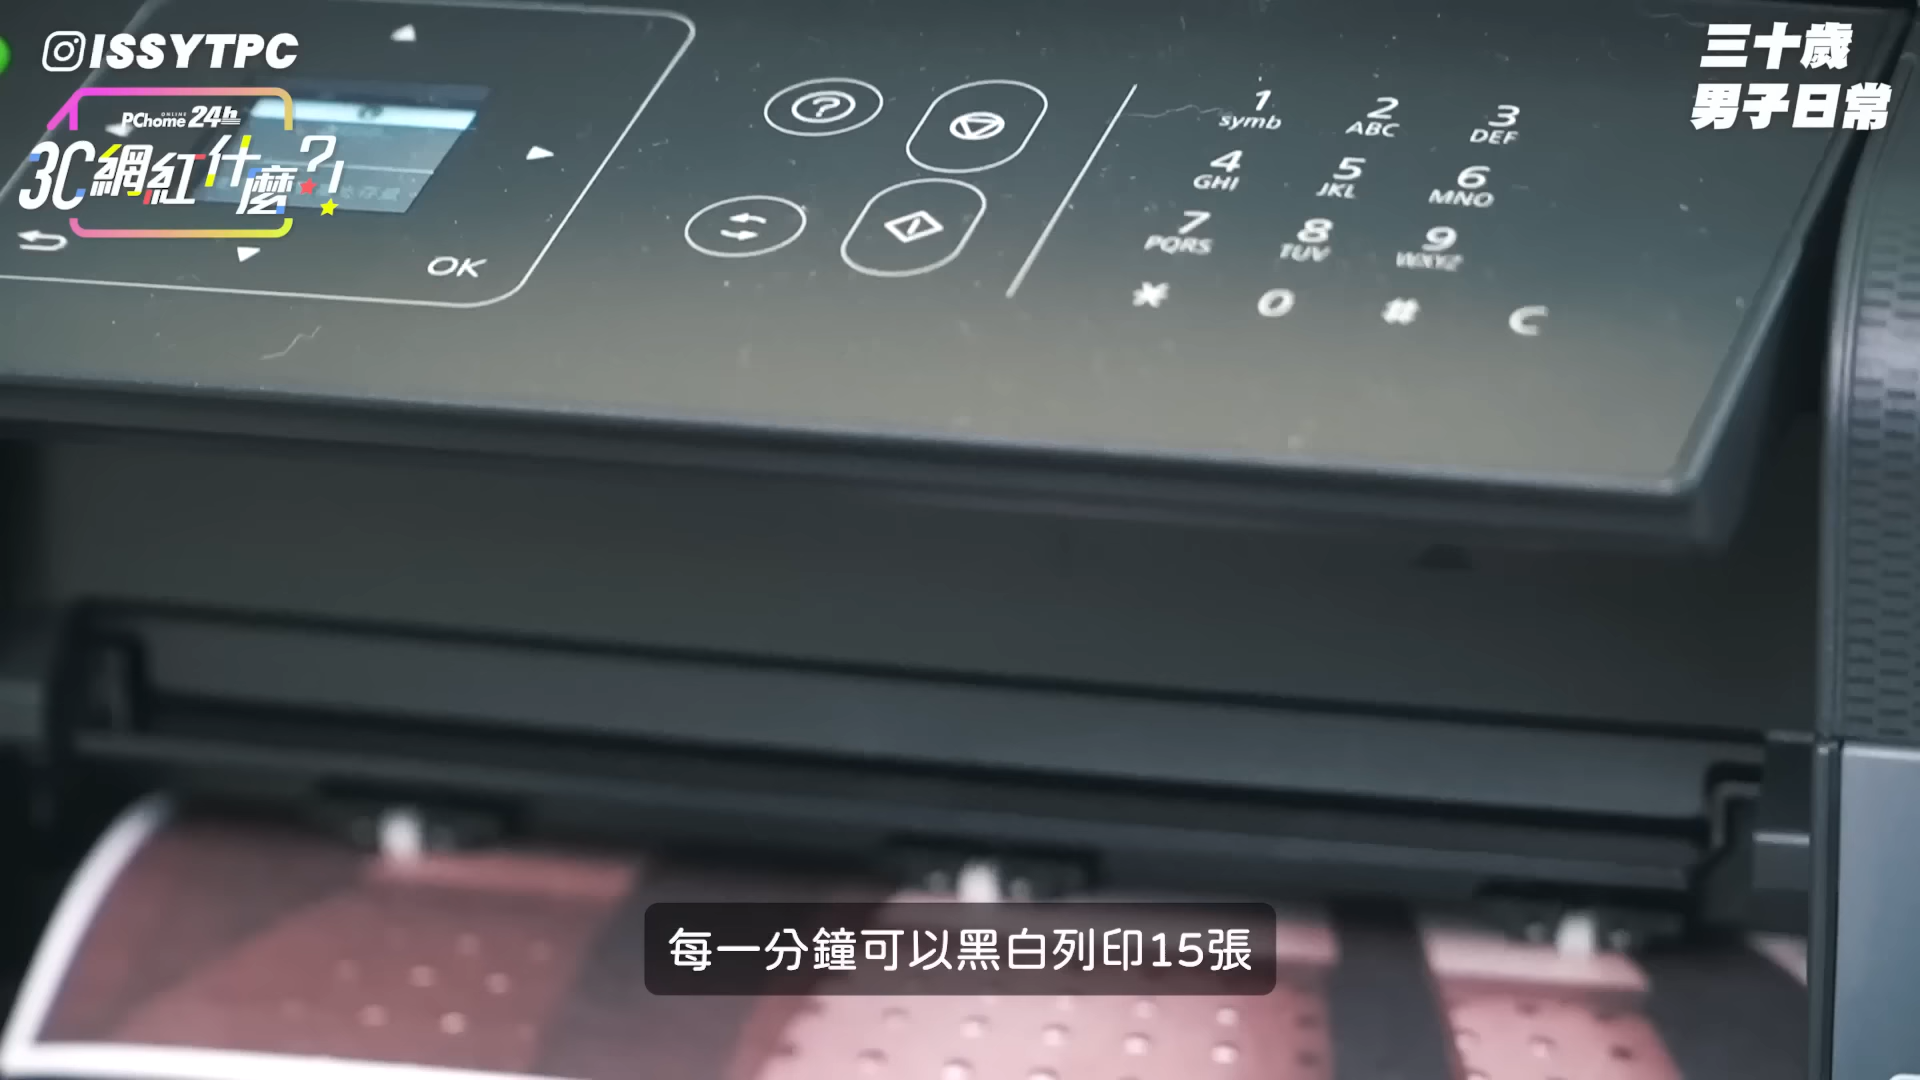 ISSYTPC
三十歲
男子日常
PChome ONLINE 24h
3C網紅什麼?!
OK
1 2 3
symb ABC DEF
4 5 6
GHI JKL MNO
7 8 9
PQRS TUV WXYZ
* 0 # C
每一分鐘可以黑白列印15張